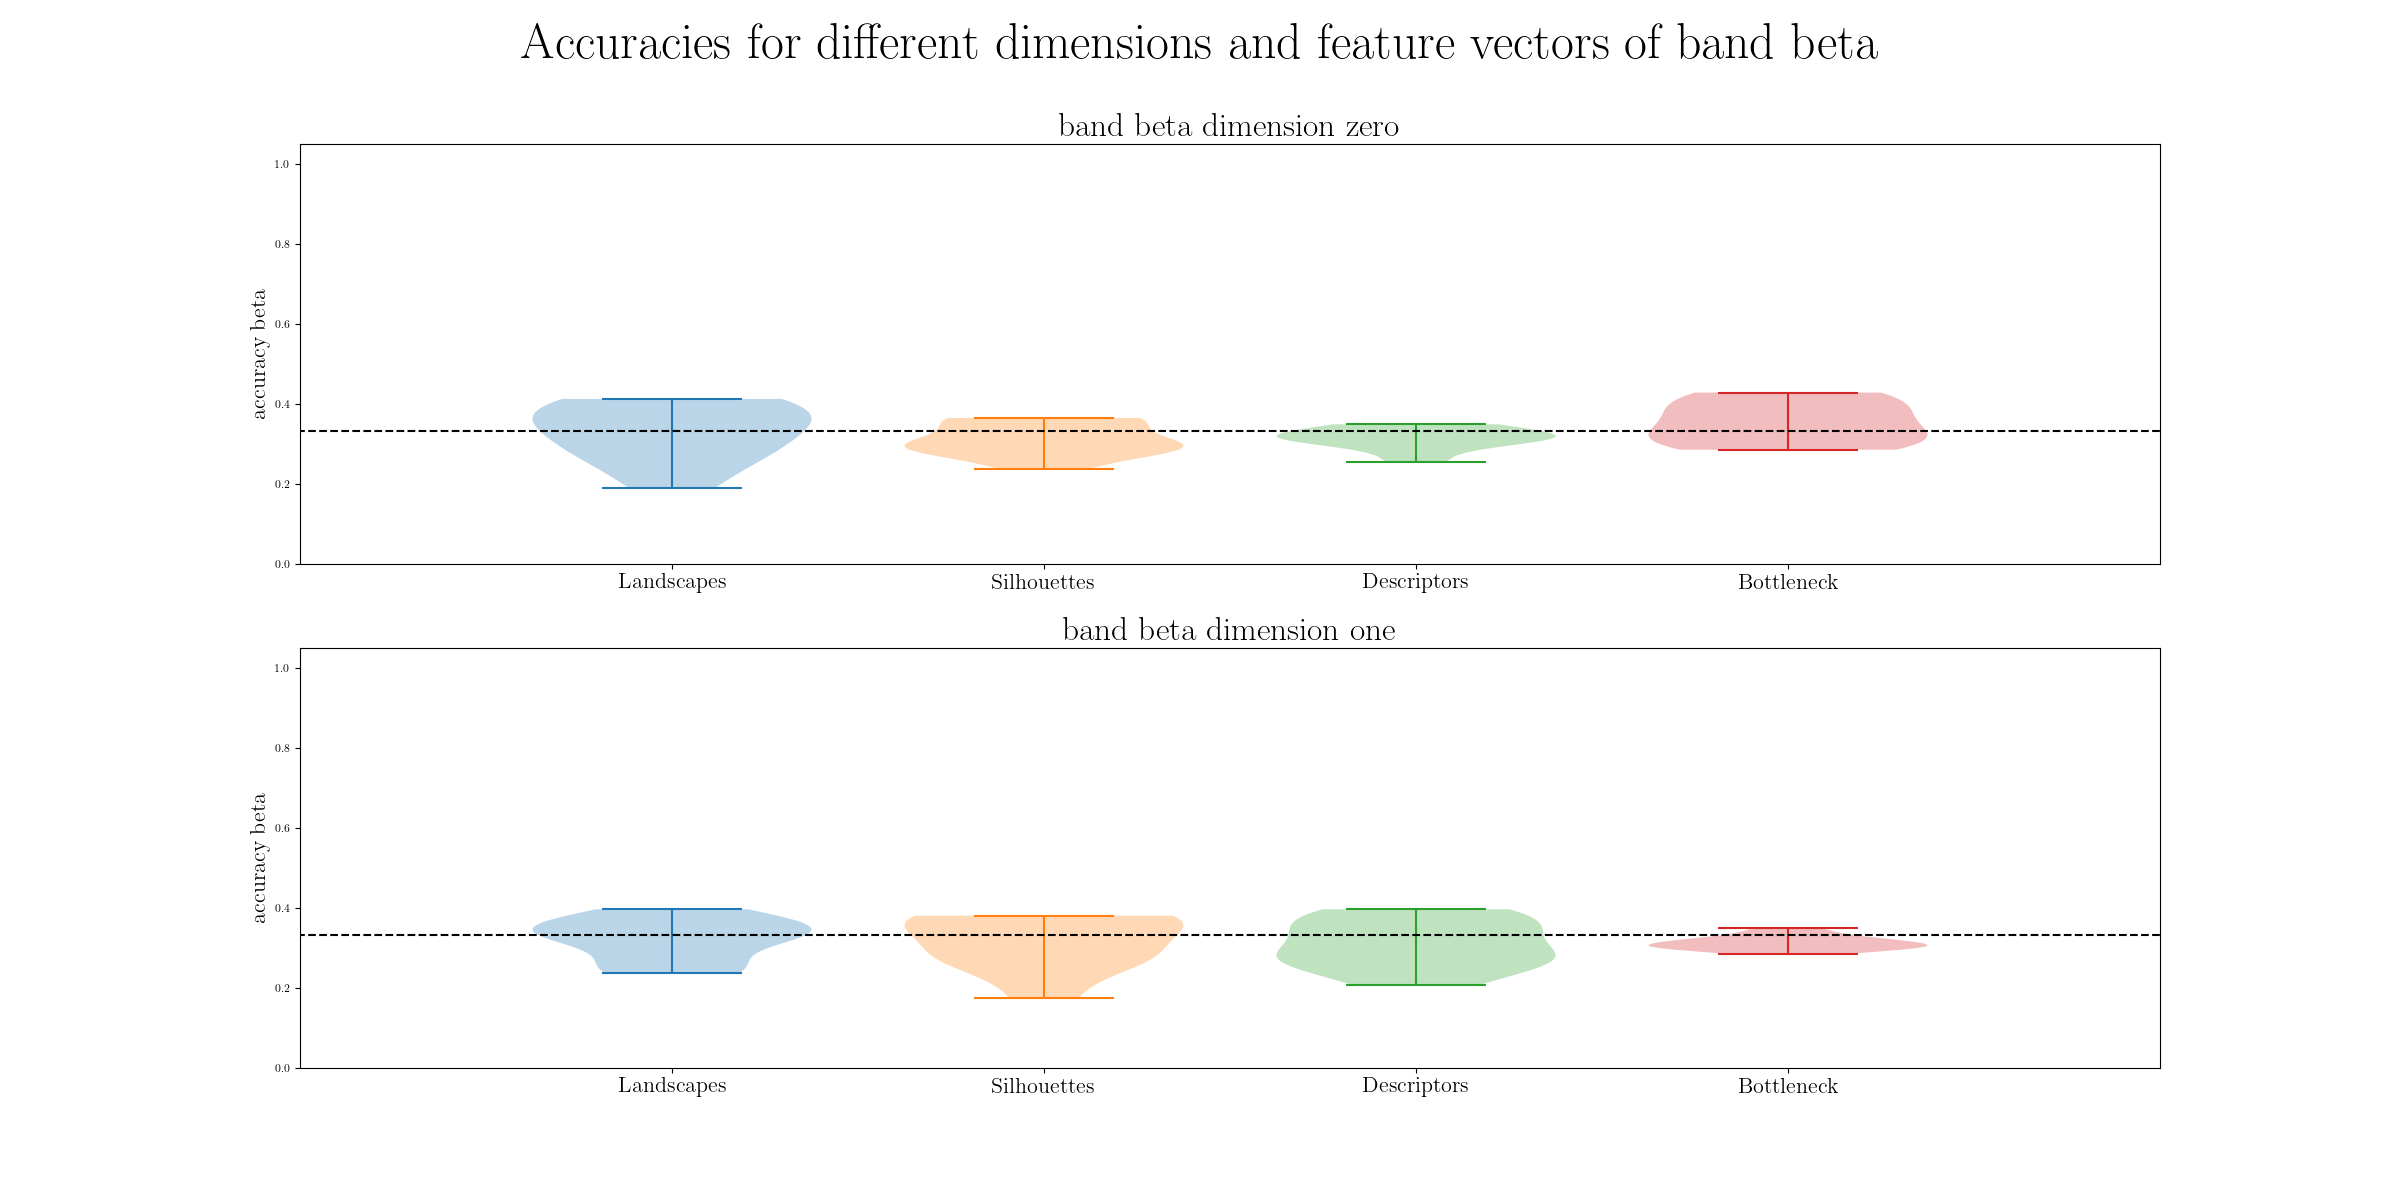 Accuracies for different dimensions and feature vectors of band beta
band beta dimension zero
accuracy beta
1.0
0.8
0.6
0.4
0.2
0.0
Landscapes Silhouettes Descriptors Bottleneck
band beta dimension one
accuracy beta
1.0
0.8
0.6
0.4
0.2
0.0
Landscapes Silhouettes Descriptors Bottleneck